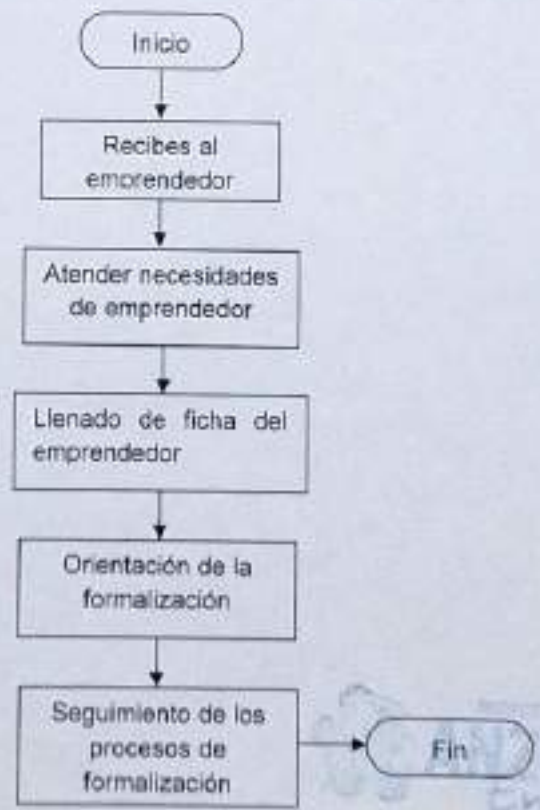 Inicio
Recibes al
emprendedor
Atender necesidades
de emprendedor
Llenado de ficha del
emprendedor
Orientación de la
formalización
Seguimiento de los
procesos de
formalización
Fin